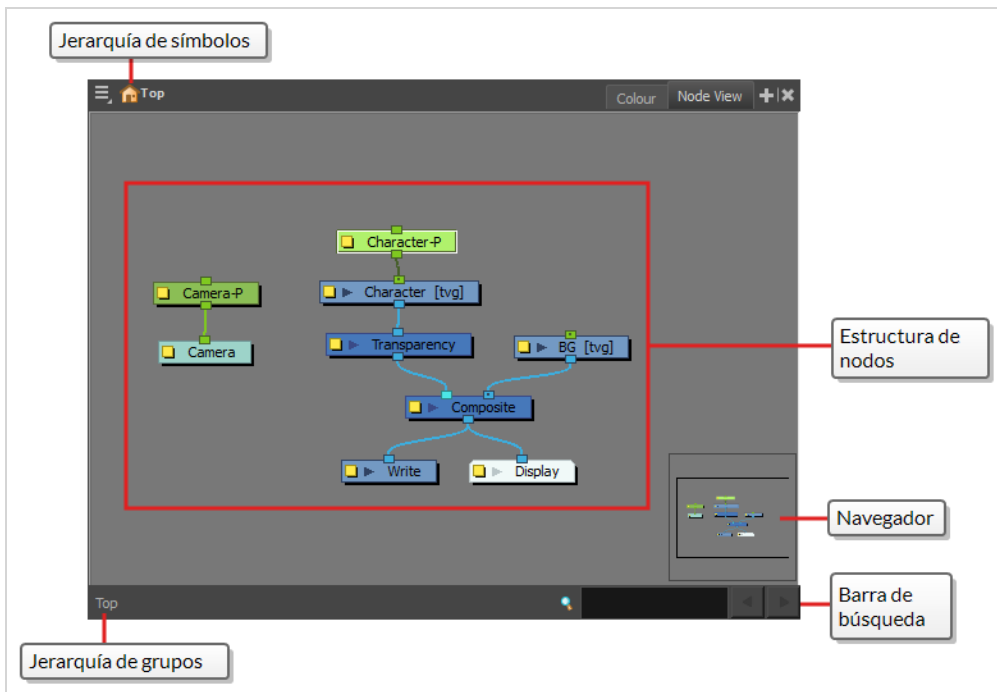 Jerarquía de símbolos
Top
Colour
Node View
Character-P
Camera-P
Character [tvg]
Camera
Transparency
BG [tvg]
Estructura de
nodos
Composite
Write
Display
Navegador
Top
Barra de
búsqueda
Jerarquía de grupos